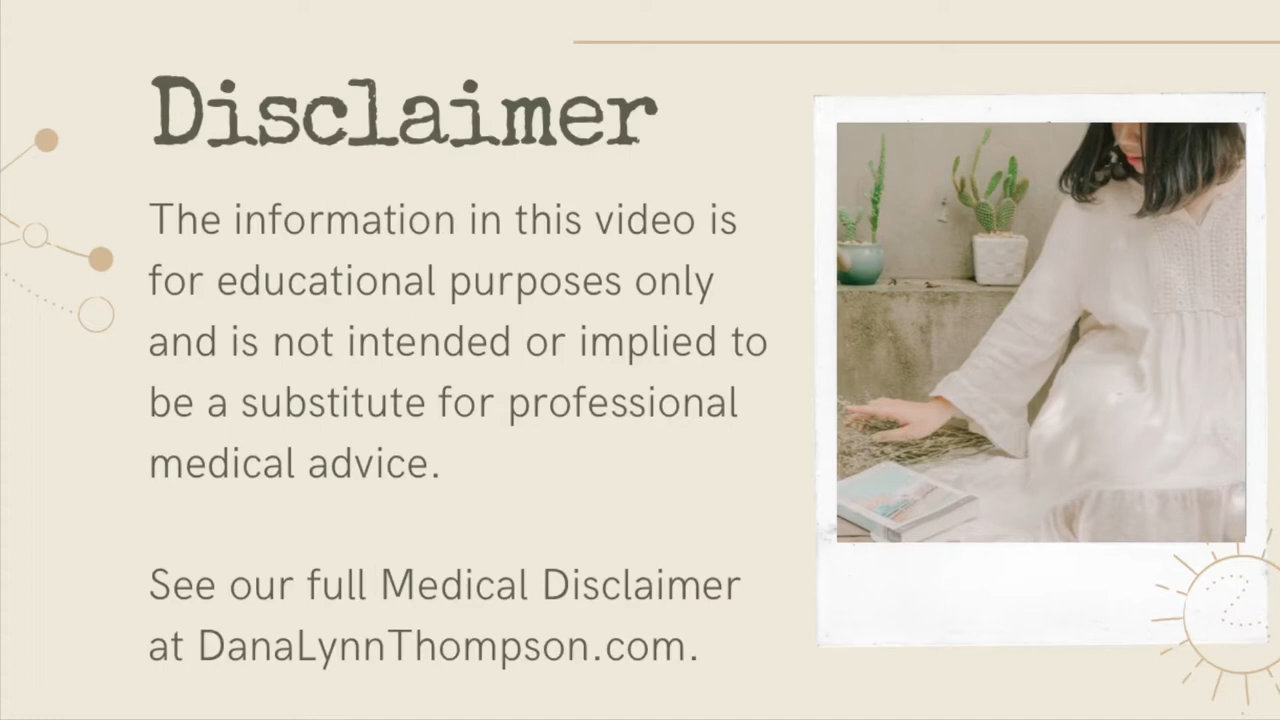 Disclaimer
The information in this video is
for educational purposes only
and is not intended or implied to
be a substitute for professional
medical advice.
See our full Medical Disclaimer
at DanaLynnThompson.com.